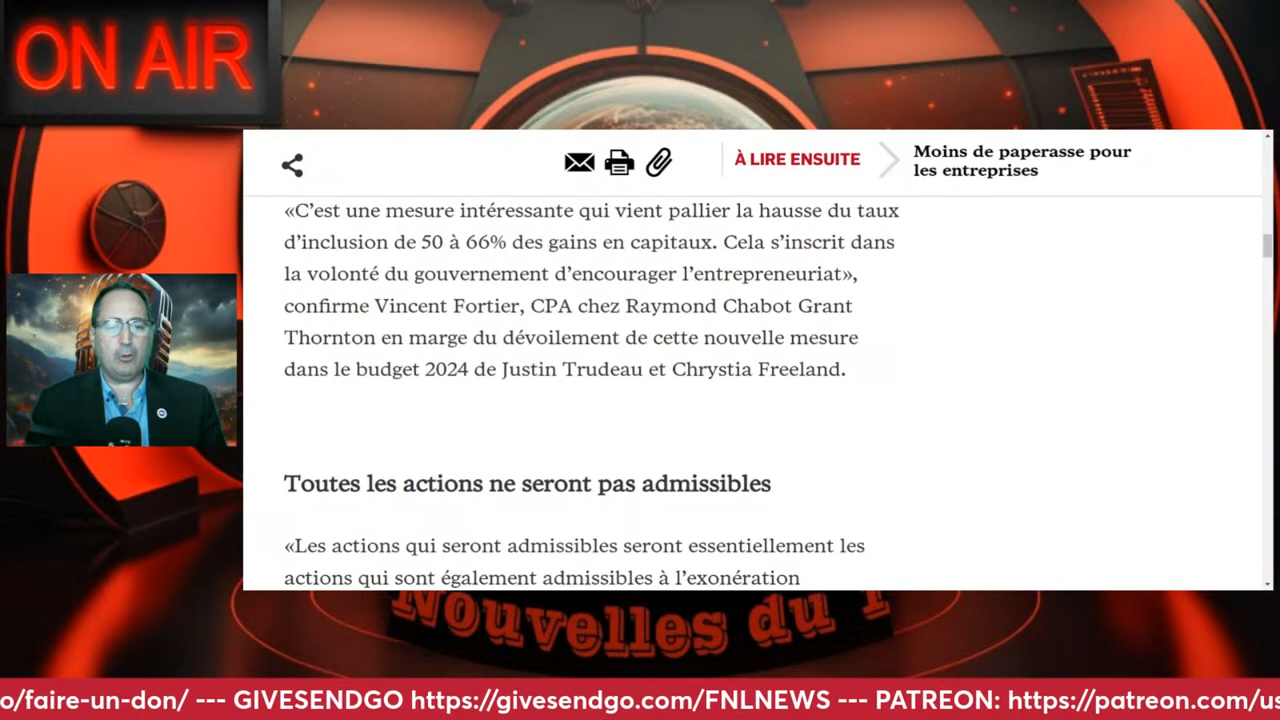 ON AIR
À LIRE ENSUITE
Moins de paperasse pour
les entreprises
«C’est une mesure intéressante qui vient pallier la hausse du taux
d’inclusion de 50 à 66% des gains en capitaux. Cela s’inscrit dans
la volonté du gouvernement d’encourager l’entrepreneuriat»,
confirme Vincent Fortier, CPA chez Raymond Chabot Grant
Thornton en marge du dévoilement de cette nouvelle mesure
dans le budget 2024 de Justin Trudeau et Chrystia Freeland.
Toutes les actions ne seront pas admissibles
«Les actions qui seront admissibles seront essentiellement les
actions qui sont également admissibles à l’exonération
Nouvelles du
o/faire-un-don/ --- GIVESENDGO https://givesendgo.com/FNLNEWS --- PATREON: https://patreon.com/us